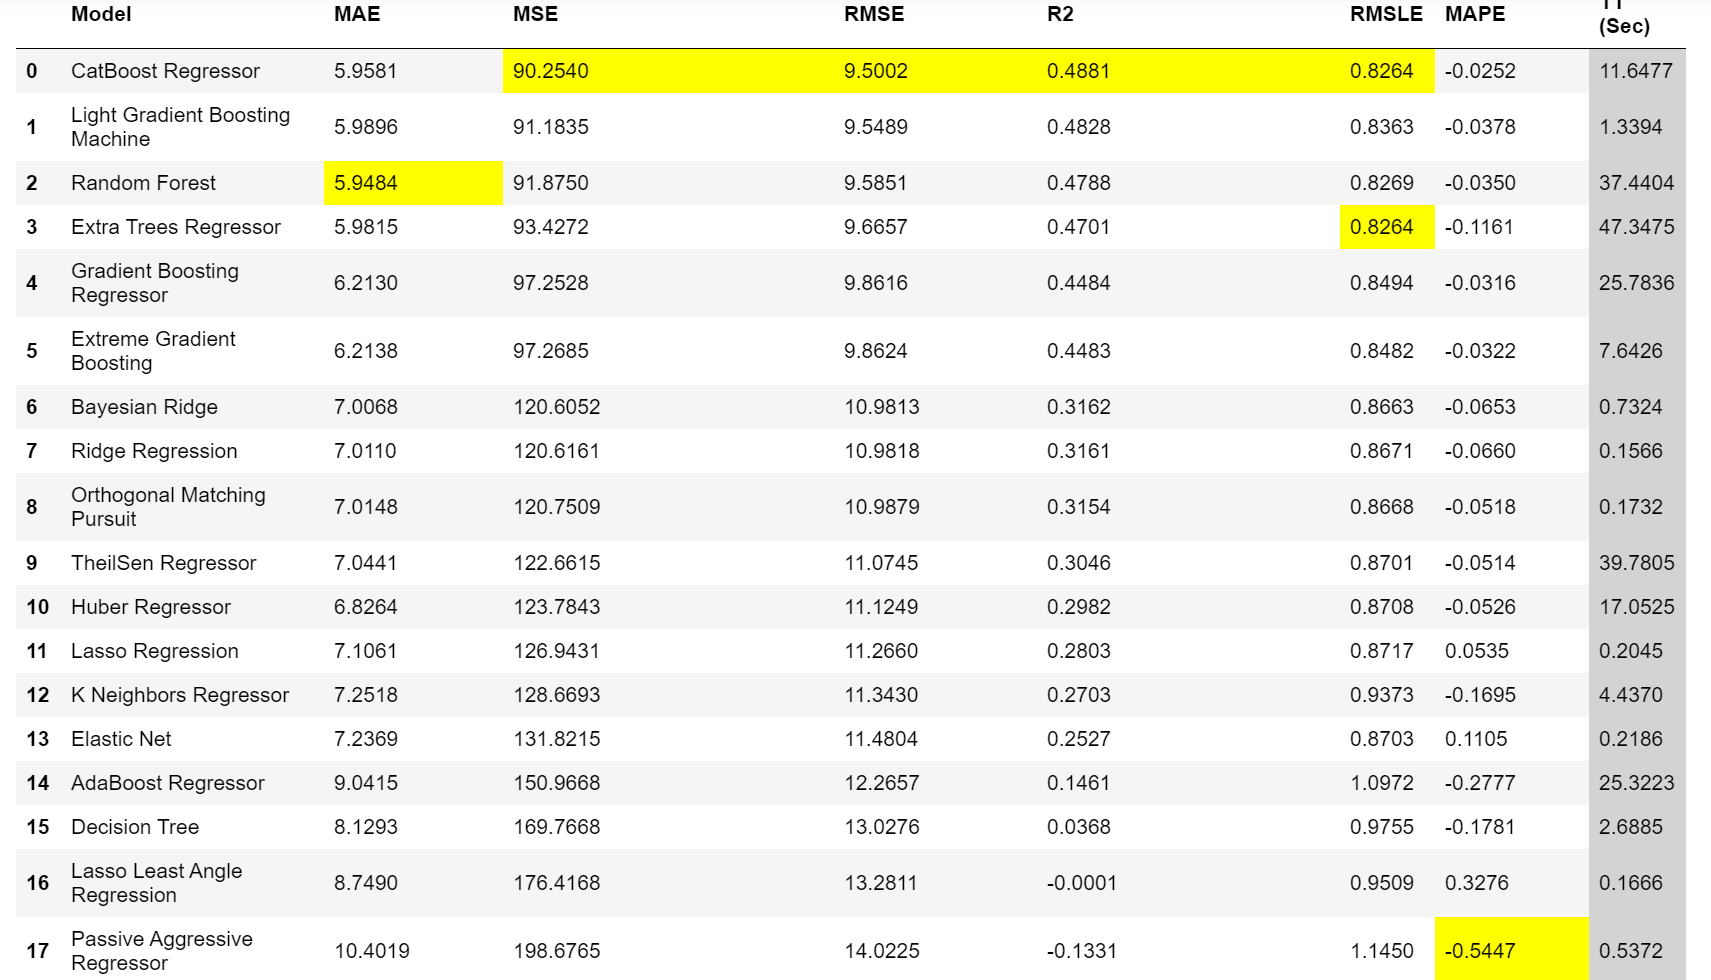 Model MAE MSE RMSE R2 RMSLE MAPE (Sec)
0 CatBoost Regressor 5.9581 90.2540 9.5002 0.4881 0.8264 -0.0252 11.6477
1 Light Gradient Boosting Machine 5.9896 91.1835 9.5489 0.4828 0.8363 -0.0378 1.3394
2 Random Forest 5.9484 91.8750 9.5851 0.4788 0.8269 -0.0350 37.4404
3 Extra Trees Regressor 5.9815 93.4272 9.6657 0.4701 0.8264 -0.1161 47.3475
4 Gradient Boosting Regressor 6.2130 97.2528 9.8616 0.4484 0.8494 -0.0316 25.7836
5 Extreme Gradient Boosting 6.2138 97.2685 9.8624 0.4483 0.8482 -0.0322 7.6426
6 Bayesian Ridge 7.0068 120.6052 10.9813 0.3162 0.8663 -0.0653 0.7324
7 Ridge Regression 7.0110 120.6161 10.9818 0.3161 0.8671 -0.0660 0.1566
8 Orthogonal Matching Pursuit 7.0148 120.7509 10.9879 0.3154 0.8668 -0.0518 0.1732
9 TheilSen Regressor 7.0441 122.6615 11.0745 0.3046 0.8701 -0.0514 39.7805
10 Huber Regressor 6.8264 123.7843 11.1249 0.2982 0.8708 -0.0526 17.0525
11 Lasso Regression 7.1061 126.9431 11.2660 0.2803 0.8717 0.0535 0.2045
12 K Neighbors Regressor 7.2518 128.6693 11.3430 0.2703 0.9373 -0.1695 4.4370
13 Elastic Net 7.2369 131.8215 11.4804 0.2527 0.8703 0.1105 0.2186
14 AdaBoost Regressor 9.0415 150.9668 12.2657 0.1461 1.0972 -0.2777 25.3223
15 Decision Tree 8.1293 169.7668 13.0276 0.0368 0.9755 -0.1781 2.6885
16 Lasso Least Angle Regression 8.7490 176.4168 13.2811 -0.0001 0.9509 0.3276 0.1666
17 Passive Aggressive Regressor 10.4019 198.6765 14.0225 -0.1331 1.1450 -0.5447 0.5372